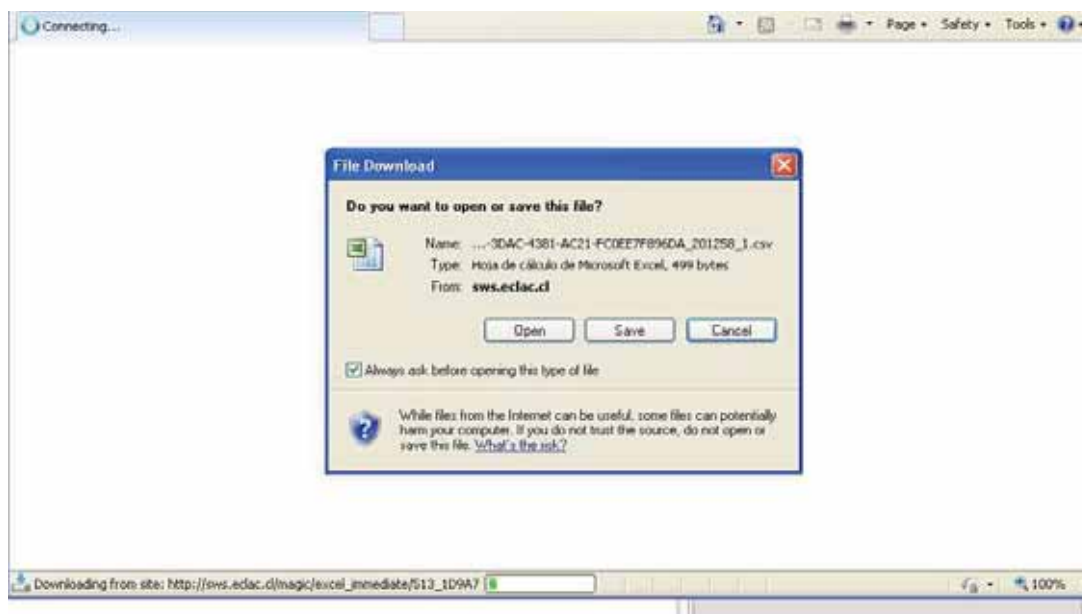 Connecting...
Page
Safety
Tools
File Download
Do you want to open or save this file?
Name: ...-3DAC-4381-AC21-FC0EE7F896DA_201258_1.csv
Type: Hoja de cálculo de Microsoft Excel, 499 bytes
From: sws.eclac.cl
Open
Save
Cancel
Always ask before opening this type of file
While files from the Internet can be useful, some files can potentially
harm your computer. If you do not trust the source, do not open or
save this file. What's the risk?
Downloading from site: http://sws.eclac.cl/magic/excel_immediate/S13_1D9A7
100%